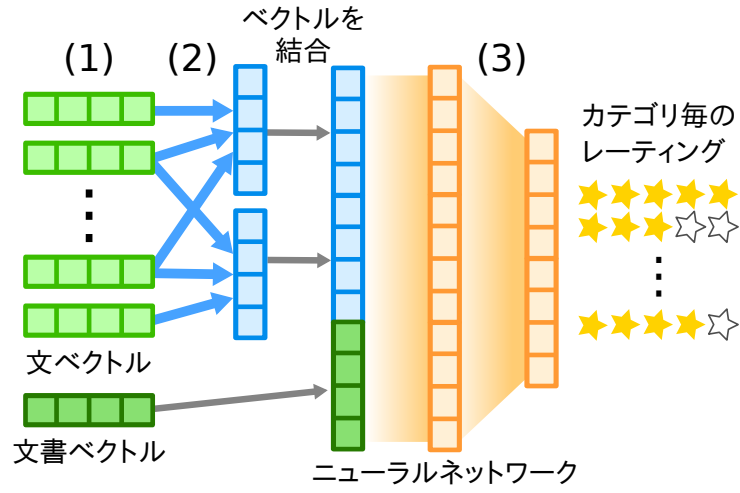 (1)
(2)
ベクトルを
結合
(3)
カテゴリ毎の
レーティング
文ベクトル
文書ベクトル
ニューラルネットワーク